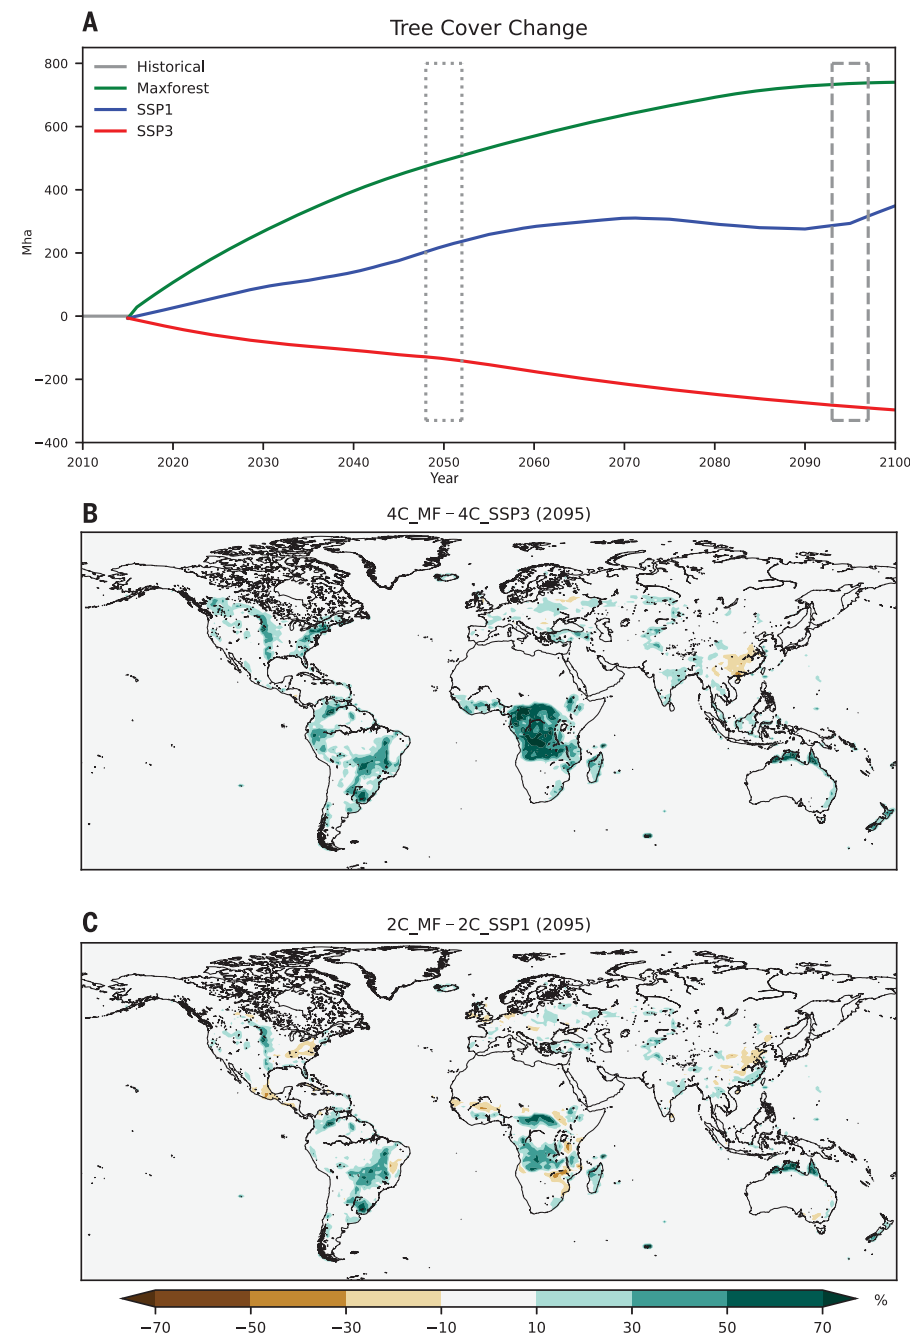 A
Tree Cover Change
Historical
Maxforest
SSP1
SSP3
800
600
400
200
0
−200
−400
Mha
2010 2020 2030 2040 2050 2060 2070 2080 2090 2100
Year
B
4C_MF − 4C_SSP3 (2095)
C
2C_MF − 2C_SSP1 (2095)
%
−70 −50 −30 −10 10 30 50 70